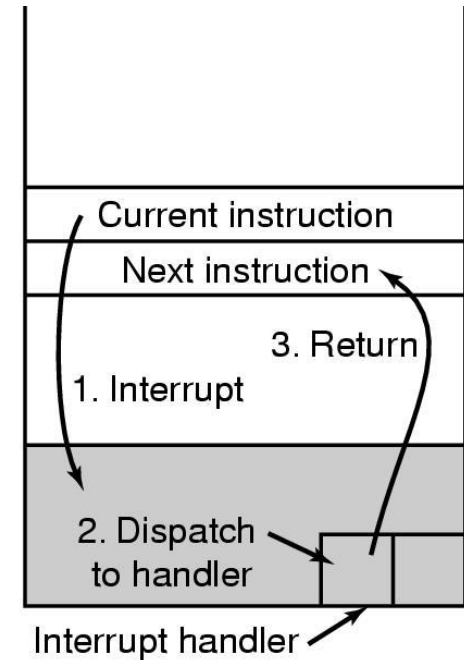 Current instruction
Next instruction
3. Return
1. Interrupt
2. Dispatch
to handler
Interrupt handler